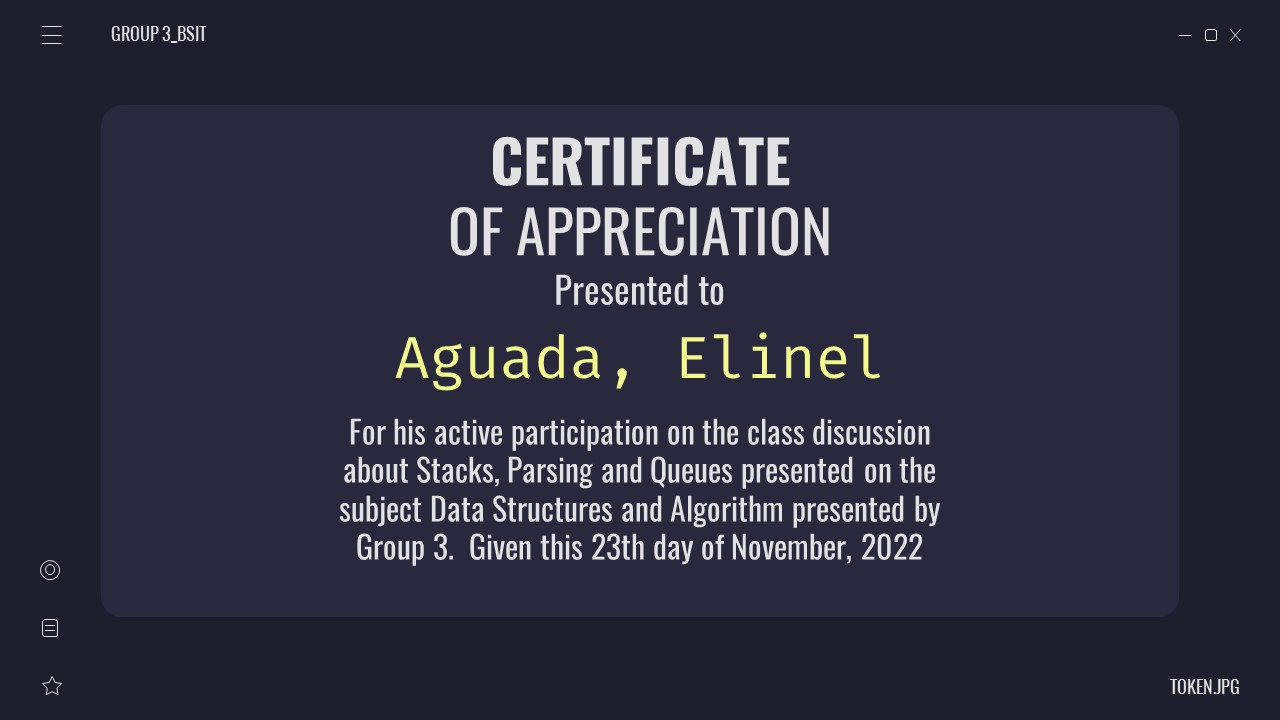 GROUP 3_BSIT
CERTIFICATE
OF APPRECIATION
Presented to
Aguada, Elinel
For his active participation on the class discussion
about Stacks, Parsing and Queues presented on the
subject Data Structures and Algorithm presented by
Group 3.  Given this 23th day of November, 2022
TOKEN.JPG